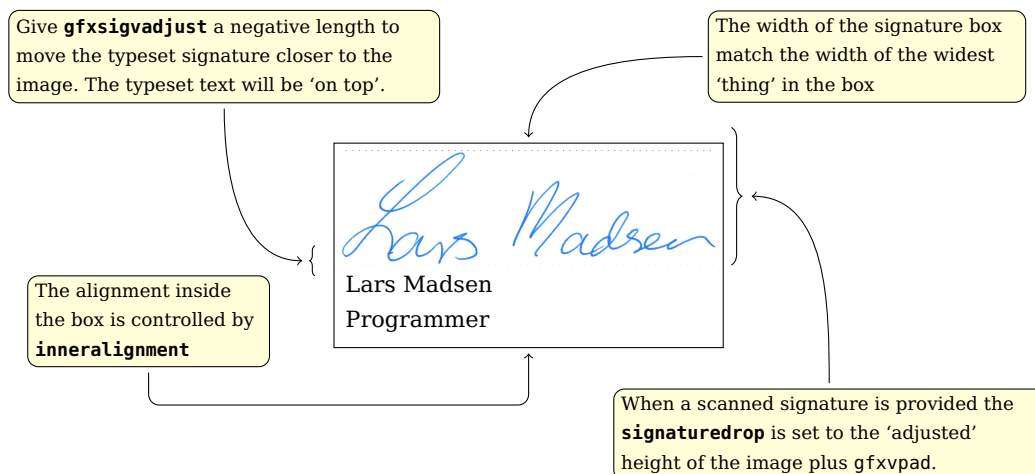 Give gfxsigvadjust a negative length to
move the typeset signature closer to the
image. The typeset text will be ‘on top’.
The width of the signature box
match the width of the widest
‘thing’ in the box
Lars Madsen
Lars Madsen
Programmer
The alignment inside
the box is controlled by
inneralignment
When a scanned signature is provided the
signaturedrop is set to the ‘adjusted’
height of the image plus gfxvpad.